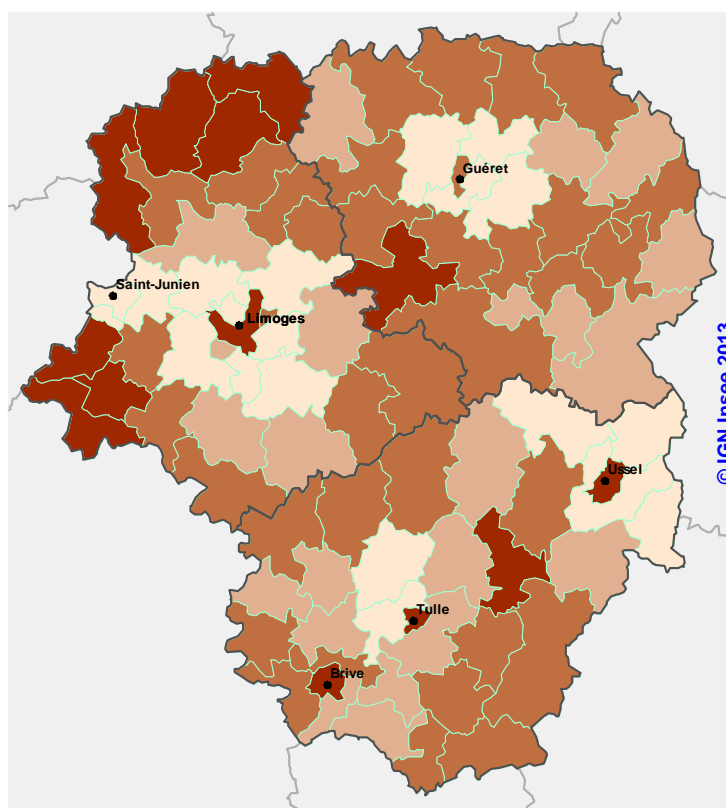 Guéret
Saint-Junien
Limoges
© IGN Insee 2013
Ussel
Tulle
Brive